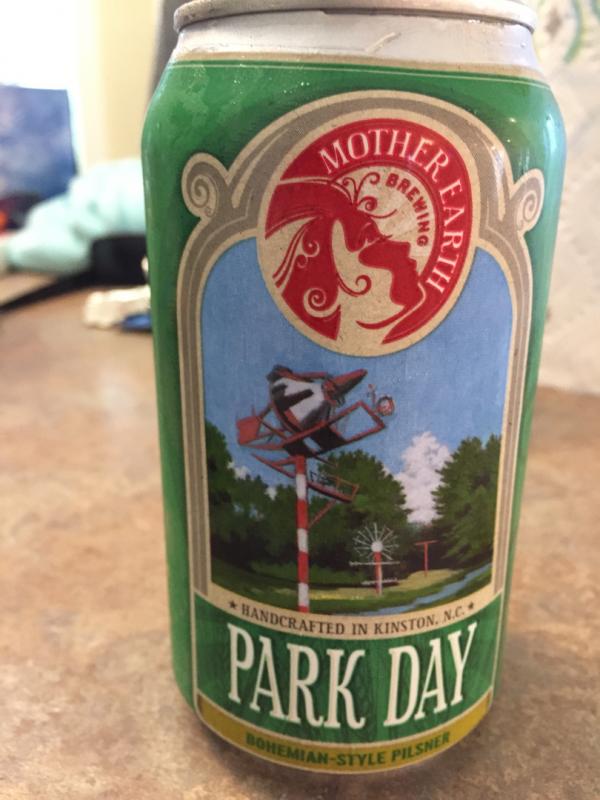 MOTHER EARTH
BREWING
★ HANDCRAFTED IN KINSTON, N.C. ★
PARK DAY
BOHEMIAN-STYLE PILSNER